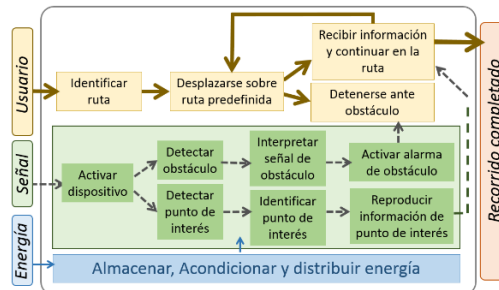 Usuario
Identificar
ruta
Desplazarse sobre
ruta predefinida
Recibir información
y continuar en la
ruta
Detenerse ante
obstáculo
Señal
Activar
dispositivo
Detectar
obstáculo
Interpretar
señal de
obstáculo
Activar alarma
de obstáculo
Detectar
punto de
interés
Identificar
punto de
interés
Reproducir
información de
punto de interés
Energía
Almacenar, Acondicionar y distribuir energía
Recorrido completado